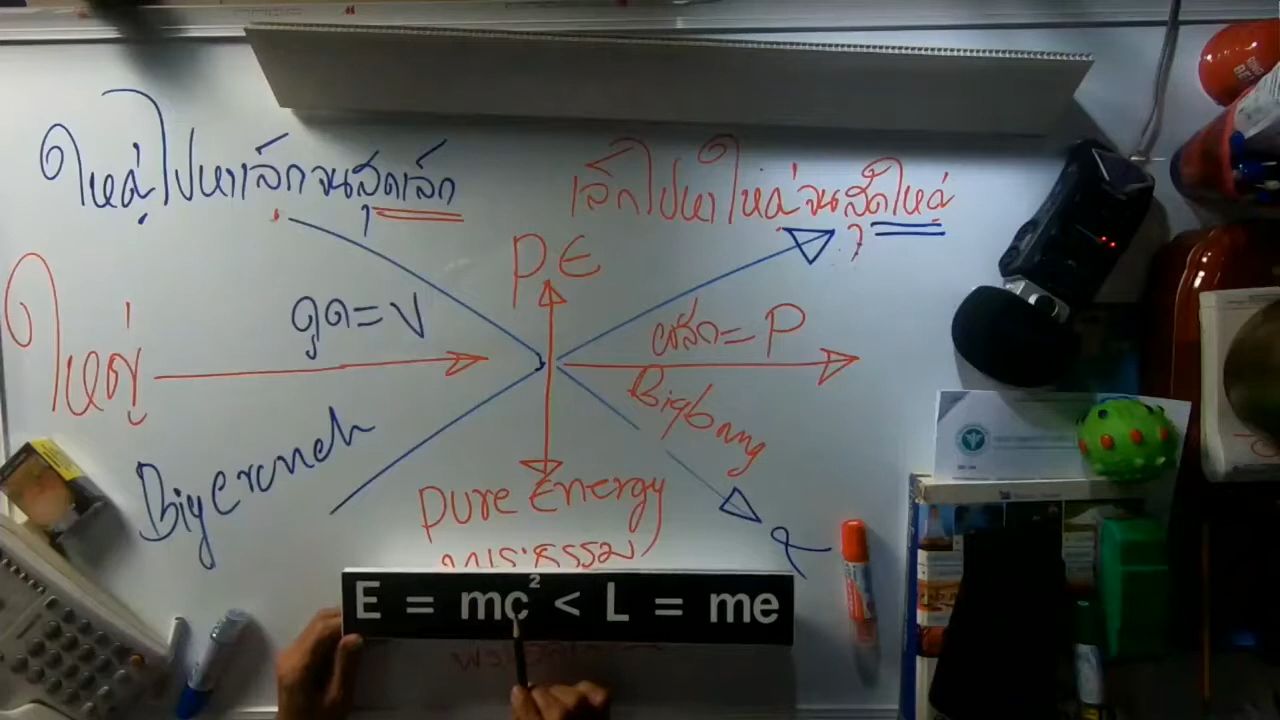 ใหญ่ไปหาเล็กจนสุดเล็ก
เล็กไปหาใหญ่จนสุดใหญ่
PE
ใหญ่
ดูด=V
ผลัก=P
Bigbang
Bigcrunch
Pure Energy
E = mc² < L = me